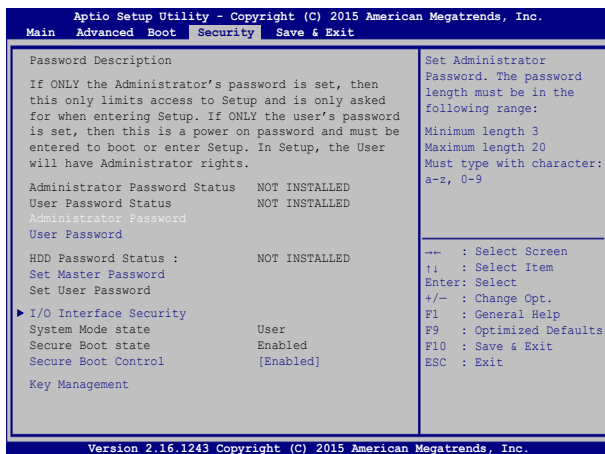 Aptio Setup Utility - Copyright (C) 2015 American Megatrends, Inc.
Main Advanced Boot Security Save & Exit
Password Description
If ONLY the Administrator's password is set, then
this only limits access to Setup and is only asked
for when entering Setup. If ONLY the user's password
is set, then this is a power on password and must be
entered to boot or enter Setup. In Setup, the User
will have Administrator rights.
Administrator Password Status NOT INSTALLED
User Password Status NOT INSTALLED
Administrator Password
User Password
HDD Password Status : NOT INSTALLED
Set Master Password
Set User Password
I/O Interface Security
System Mode state User
Secure Boot state Enabled
Secure Boot Control [Enabled]
Key Management
Set Administrator
Password. The password
length must be in the
following range:
Minimum length 3
Maximum length 20
Must type with character:
a-z, 0-9
→← : Select Screen
↑↓ : Select Item
Enter: Select
+/— : Change Opt.
F1 : General Help
F9 : Optimized Defaults
F10 : Save & Exit
ESC : Exit
Version 2.16.1243 Copyright (C) 2015 American Megatrends, Inc.